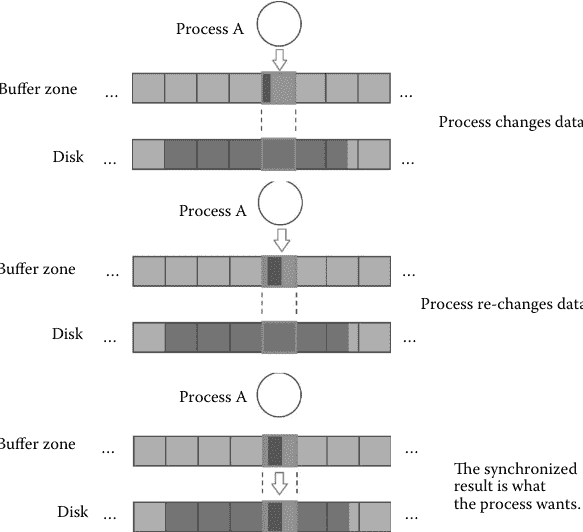 Process A
Buffer zone ... ...
Process changes data
Disk ... ...
Process A
Buffer zone ... ...
Process re-changes data
Disk ... ...
Process A
Buffer zone ... ...
The synchronized
result is what
the process wants.
Disk ... ...